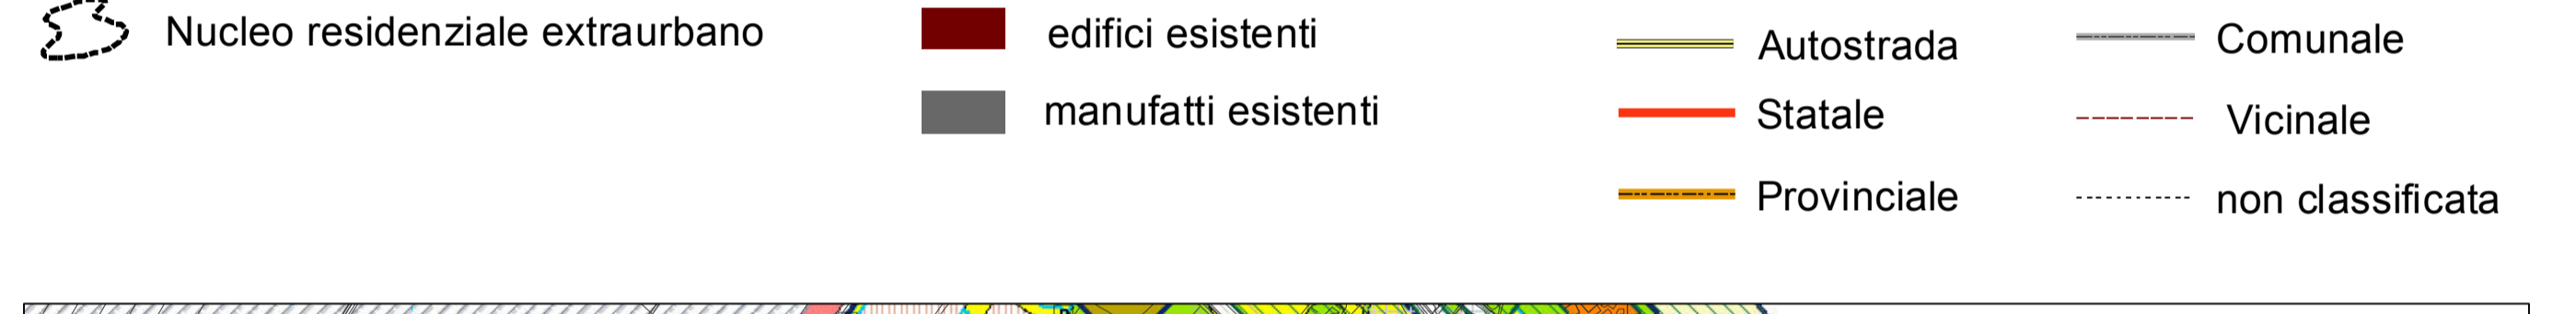 Nucleo residenziale extraurbano
edifici esistenti
manufatti esistenti
Autostrada
Statale
Provinciale
Comunale
Vicinale
non classificata